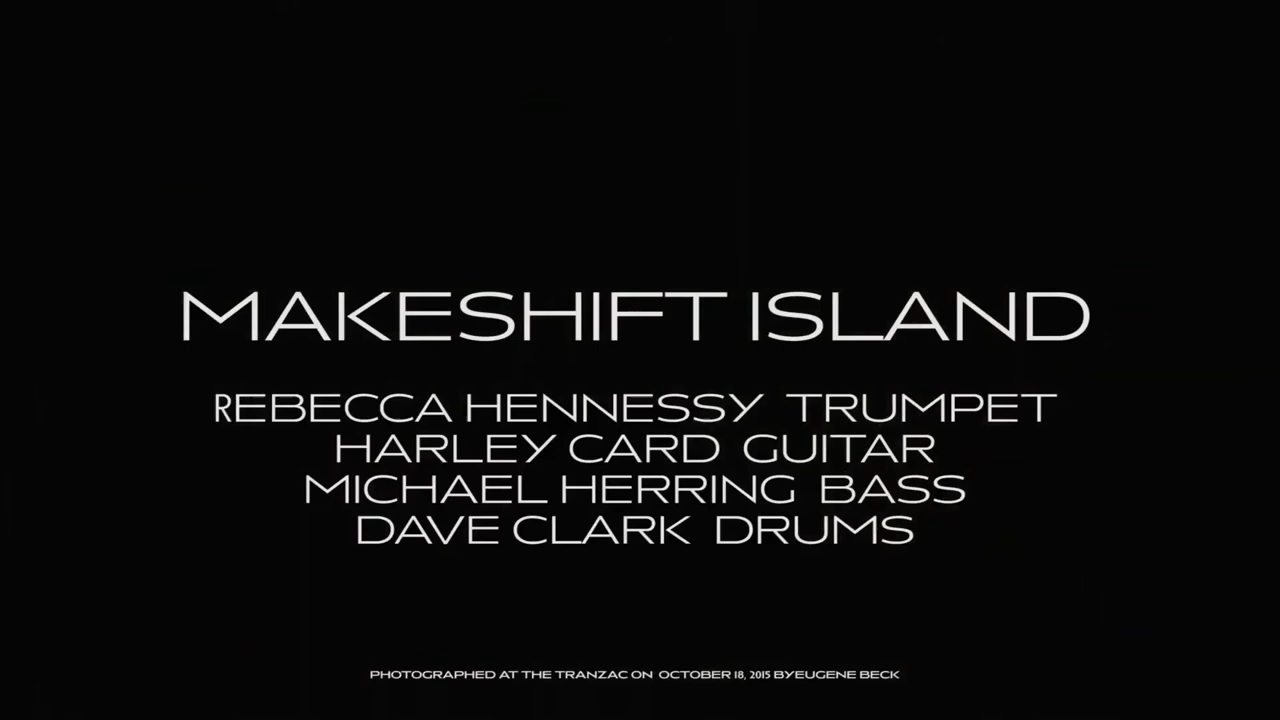 MAKESHIFT ISLAND
REBECCA HENNESSY TRUMPET
HARLEY CARD GUITAR
MICHAEL HERRING BASS
DAVE CLARK DRUMS
PHOTOGRAPHED AT THE TRANZAC ON OCTOBER 18, 2015 BYEUGENE BECK